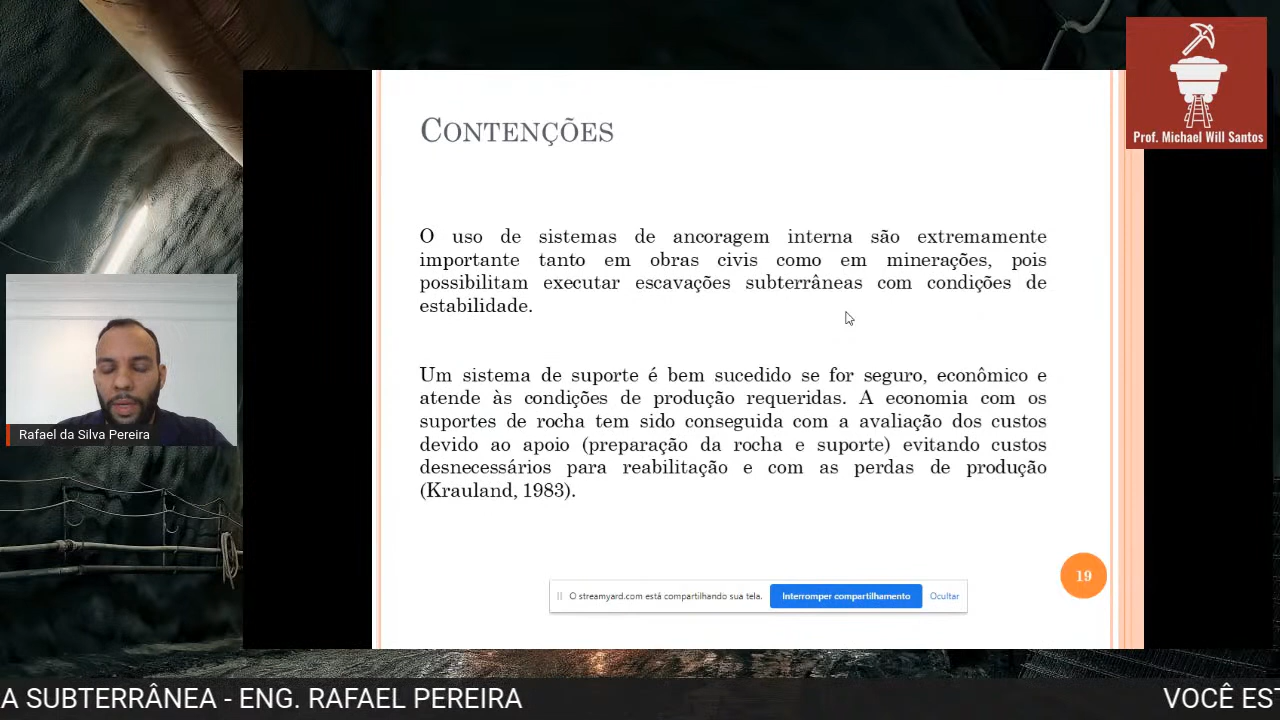 Prof. Michael Will Santos
CONTENÇÕES
O uso de sistemas de ancoragem interna são extremamente
importante tanto em obras civis como em minerações, pois
possibilitam executar escavações subterrâneas com condições de
estabilidade.
Um sistema de suporte é bem sucedido se for seguro, econômico e
atende às condições de produção requeridas. A economia com os
suportes de rocha tem sido conseguida com a avaliação dos custos
devido ao apoio (preparação da rocha e suporte) evitando custos
desnecessários para reabilitação e com as perdas de produção
(Krauland, 1983).
Rafael da Silva Pereira
19
O streamyard.com está compartilhando sua tela.
Interromper compartilhamento
Ocultar
A SUBTERRÂNEA - ENG. RAFAEL PEREIRA
VOCÊ ES